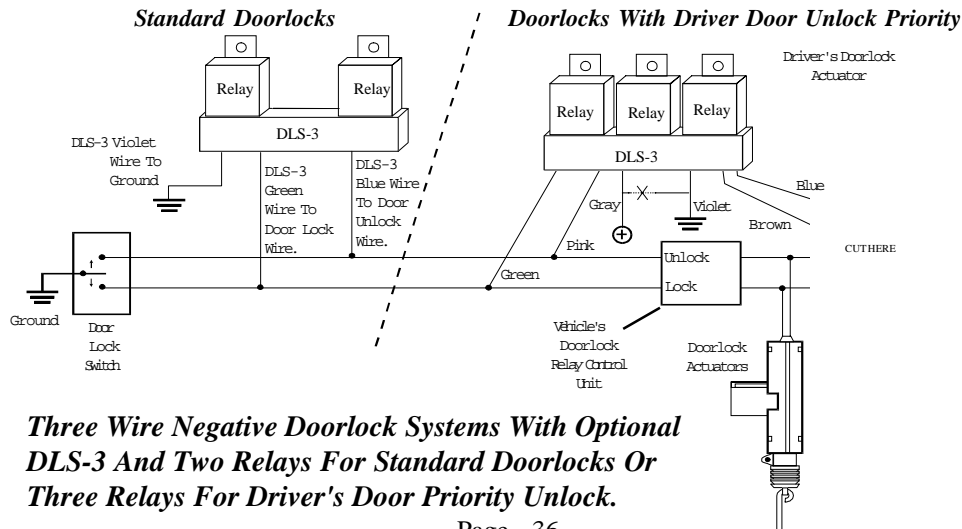 Standard Doorlocks
Doorlocks With Driver Door Unlock Priority
Relay
Relay
DLS-3
DLS-3 Violet
Wire To
Ground
DLS-3
Green
Wire To
Door Lock
Wire.
DLS-3
Blue Wire
To Door
Unlock
Wire.
Ground
Door
Lock
Switch
Driver's Doorlock
Actuator
Relay
Relay
Relay
DLS-3
Gray
X
Violet
Blue
Brown
CUT HERE
Pink
Green
Unlock
Lock
Vehicle's
Doorlock
Relay Control
Unit
Doorlock
Actuators
Three Wire Negative Doorlock Systems With Optional
DLS-3 And Two Relays For Standard Doorlocks Or
Three Relays For Driver's Door Priority Unlock.
Page - 36